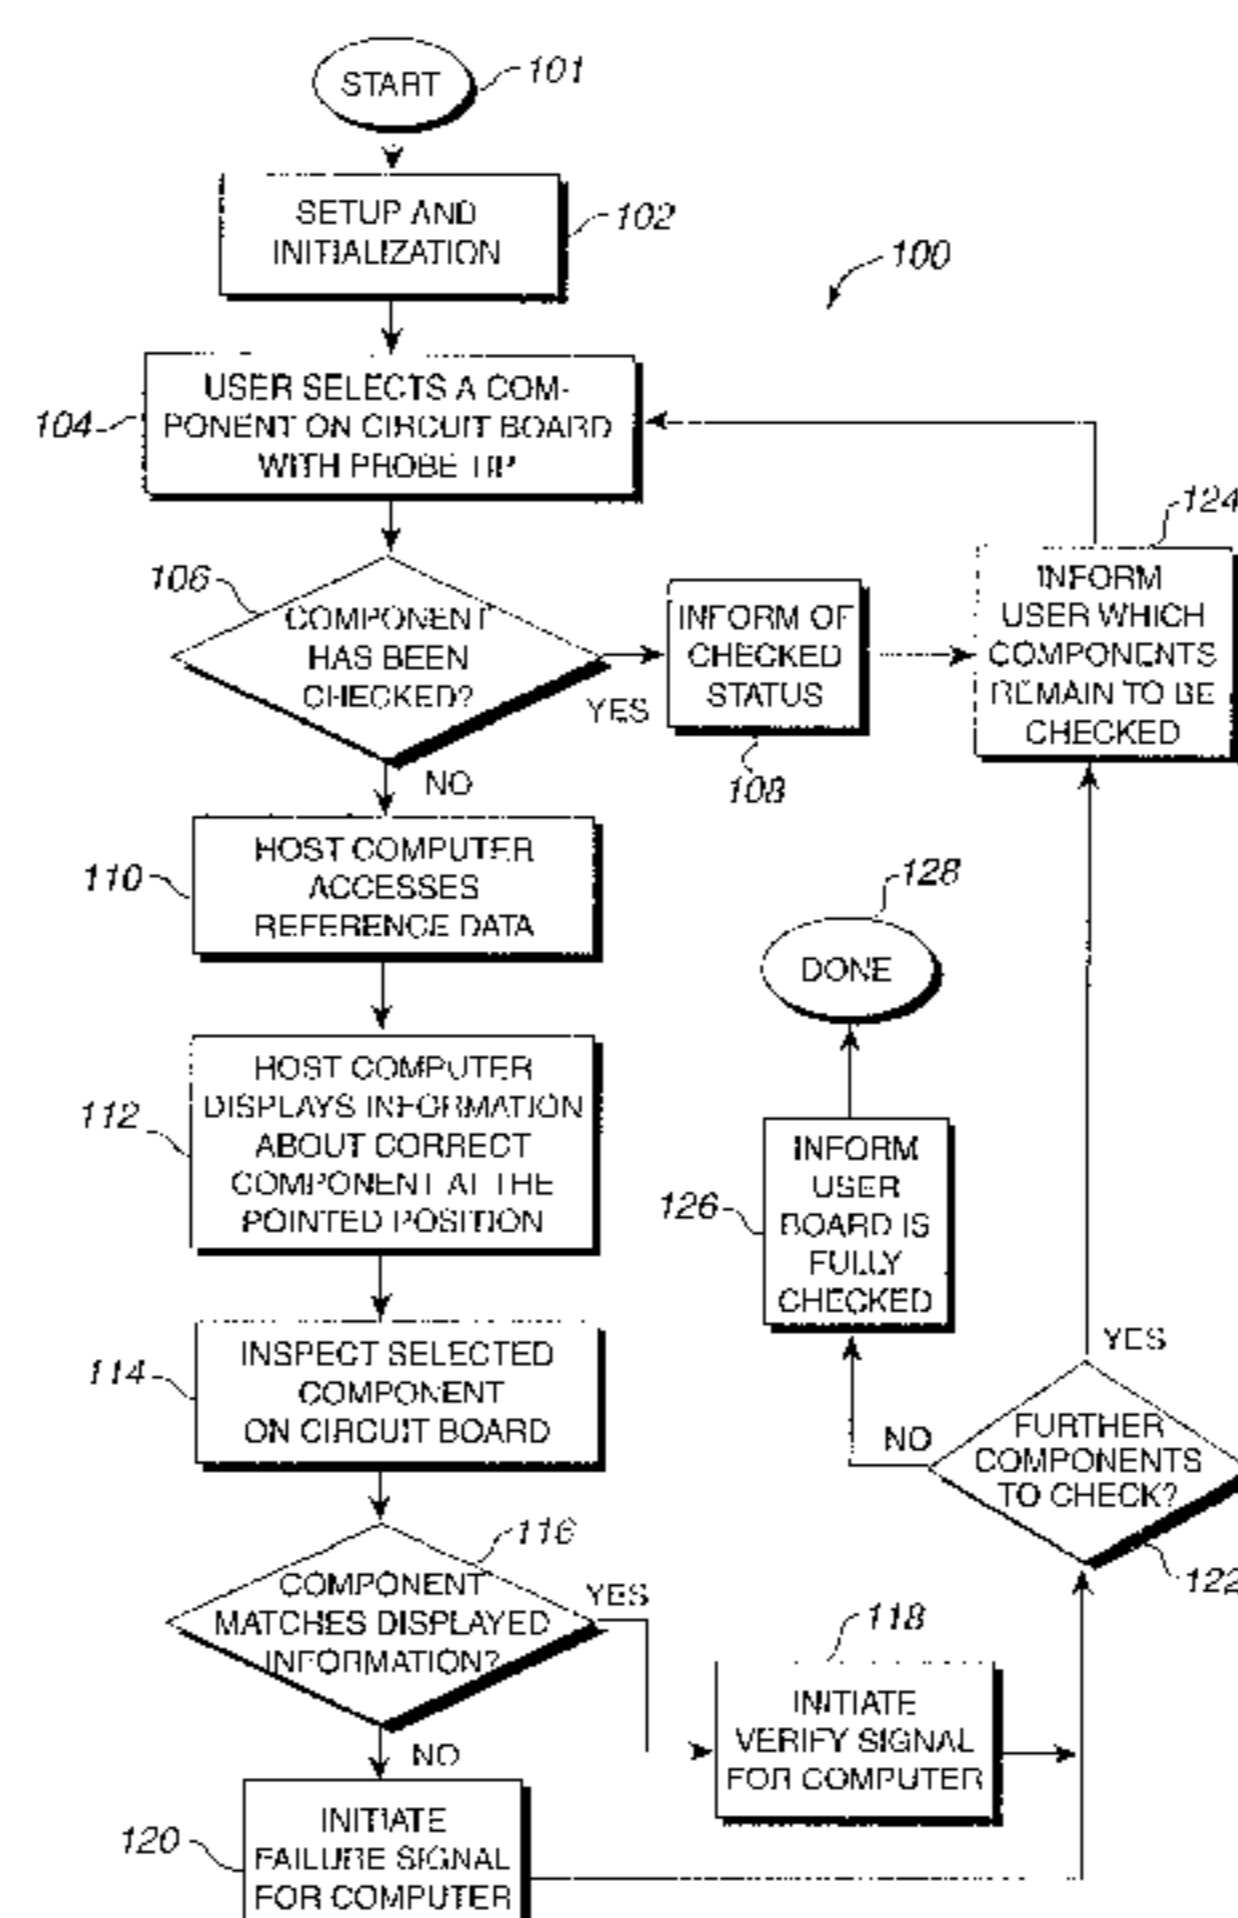 START
101
SETUP AND
INITIALIZATION
102
100
USER SELECTS A COM-
PONENT ON CIRCUIT BOARD
WITH PROBE TIP
104
106
COMPONENT
HAS BEEN
CHECKED?
YES
NO
INFORM OF
CHECKED
STATUS
108
124
INFORM
USER WHICH
COMPONENTS
REMAIN TO BE
CHECKED
110
HOST COMPUTER
ACCESSES
REFERENCE DATA
128
DONE
112
HOST COMPUTER
DISPLAYS INFORMATION
ABOUT CORRECT
COMPONENT AT THE
POINTED POSITION
126
INFORM
USER
BOARD IS
FULLY
CHECKED
114
INSPECT SELECTED
COMPONENT
ON CIRCUIT BOARD
YES
NO
FURTHER
COMPONENTS
TO CHECK?
122
116
COMPONENT
MATCHES DISPLAYED
INFORMATION?
YES
NO
118
INITIATE
VERIFY SIGNAL
FOR COMPUTER
120
INITIATE
FAILURE SIGNAL
FOR COMPUTER